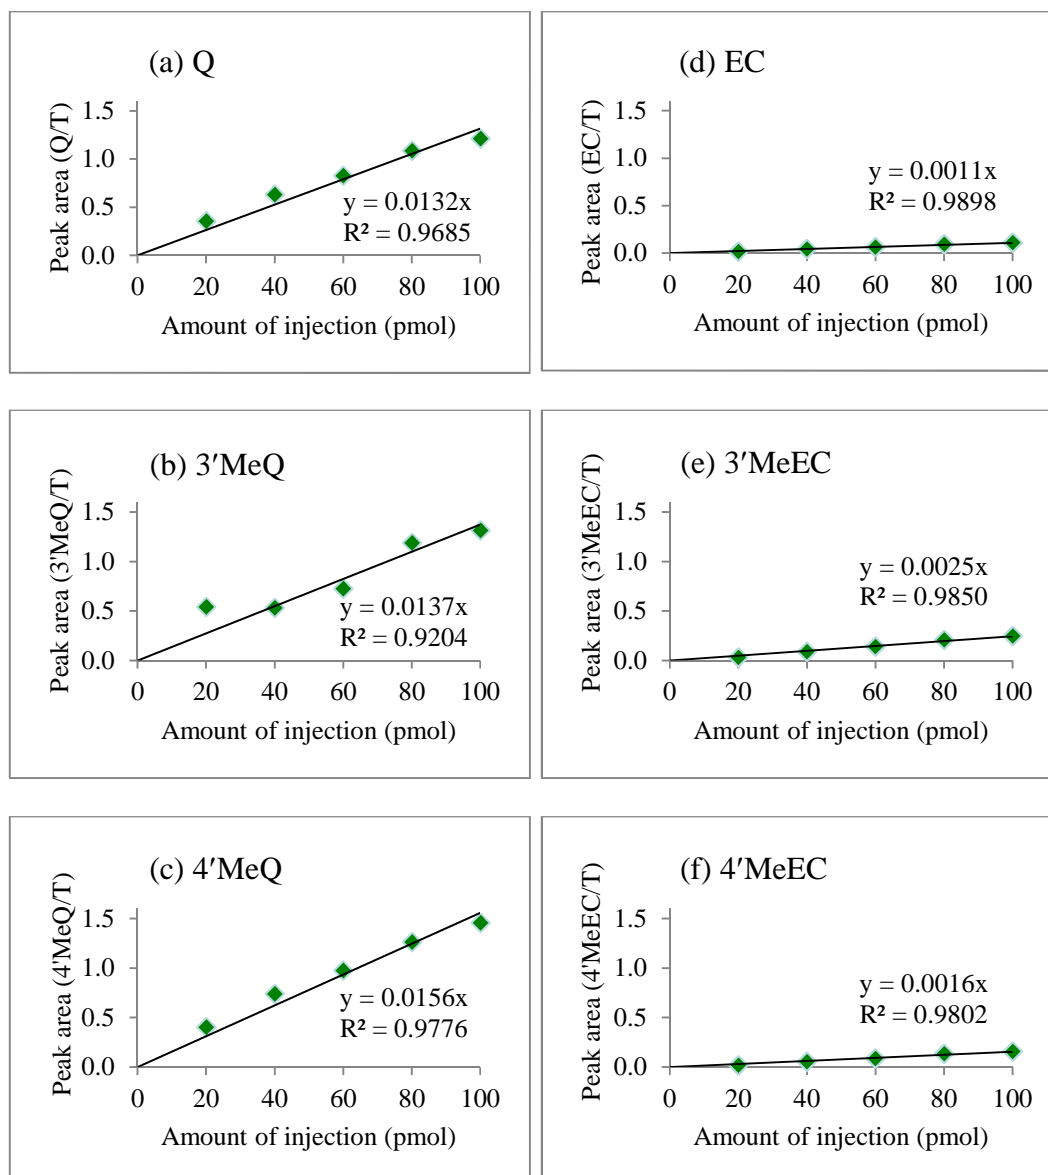 (a) Q
Peak area (Q/T)
1.5
1.0
0.5
0.0
y = 0.0132x
R² = 0.9685
0 20 40 60 80 100
Amount of injection (pmol)
(d) EC
Peak area (EC/T)
1.5
1.0
0.5
0.0
y = 0.0011x
R² = 0.9898
0 20 40 60 80 100
Amount of injection (pmol)
(b) 3′MeQ
Peak area (3'MeQ/T)
1.5
1.0
0.5
0.0
y = 0.0137x
R² = 0.9204
0 20 40 60 80 100
Amount of injection (pmol)
(e) 3′MeEC
Peak area (3'MeEC/T)
1.5
1.0
0.5
0.0
y = 0.0025x
R² = 0.9850
0 20 40 60 80 100
Amount of injection (pmol)
(c) 4′MeQ
Peak area (4'MeQ/T)
1.5
1.0
0.5
0.0
y = 0.0156x
R² = 0.9776
0 20 40 60 80 100
Amount of injection (pmol)
(f) 4′MeEC
Peak area (4'MeEC/T)
1.5
1.0
0.5
0.0
y = 0.0016x
R² = 0.9802
0 20 40 60 80 100
Amount of injection (pmol)